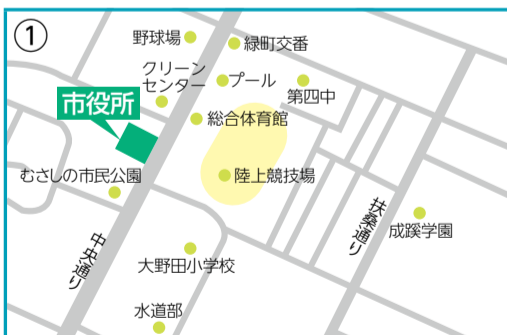 ①
野球場
緑町交番
クリーン
センター
プール
第四中
市役所
総合体育館
むさしの市民公園
陸上競技場
扶桑通り
成蹊学園
中央通り
大野田小学校
水道部